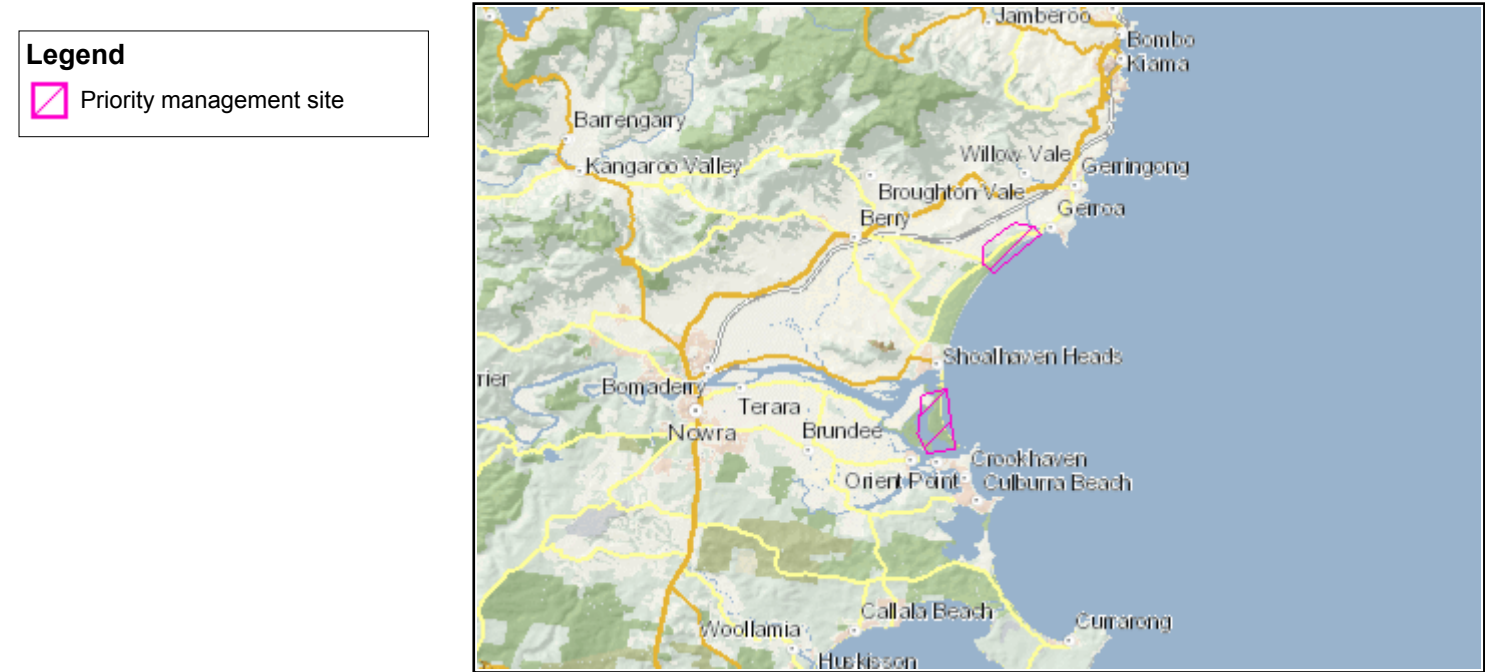 Legend
Priority management site
Jamberoo
Bombo
Kiama
Barrengarry
Kangaroo Valley
Willow Vale
Gerringong
Broughton Vale
Gerroa
Berry
Shoalhaven Heads
rrier
Bomaderry
Terara
Nowra
Brundee
Crookhaven
Orient Point
Culburra Beach
Callala Beach
Currarong
Woollamia
Huskisson